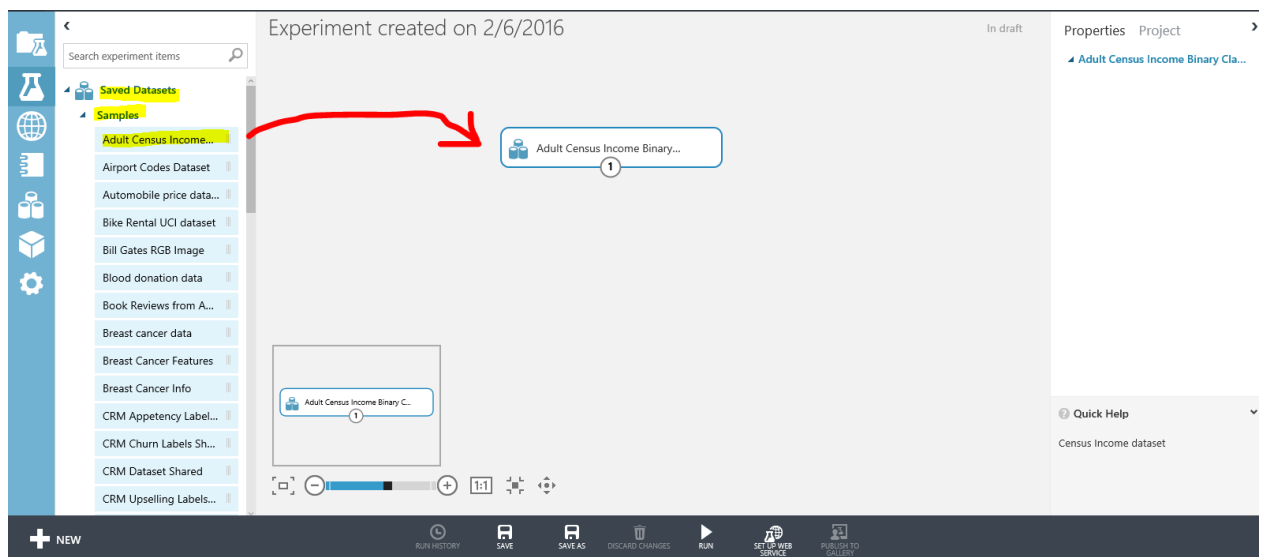 Experiment created on 2/6/2016
In draft
Search experiment items
Saved Datasets
Samples
Adult Census Income...
Airport Codes Dataset
Automobile price data...
Bike Rental UCI dataset
Bill Gates RGB Image
Blood donation data
Book Reviews from A...
Breast cancer data
Breast Cancer Features
Breast Cancer Info
CRM Appetency Label...
CRM Churn Labels Sh...
CRM Dataset Shared
CRM Upselling Labels...
Adult Census Income Binary...
1
Adult Census Income Binary C...
1
1:1
Properties Project
Adult Census Income Binary Cla...
Quick Help
Census Income dataset
NEW
RUN HISTORY
SAVE
SAVE AS
DISCARD CHANGES
RUN
SET UP WEB
SERVICE
PUBLISH TO
GALLERY